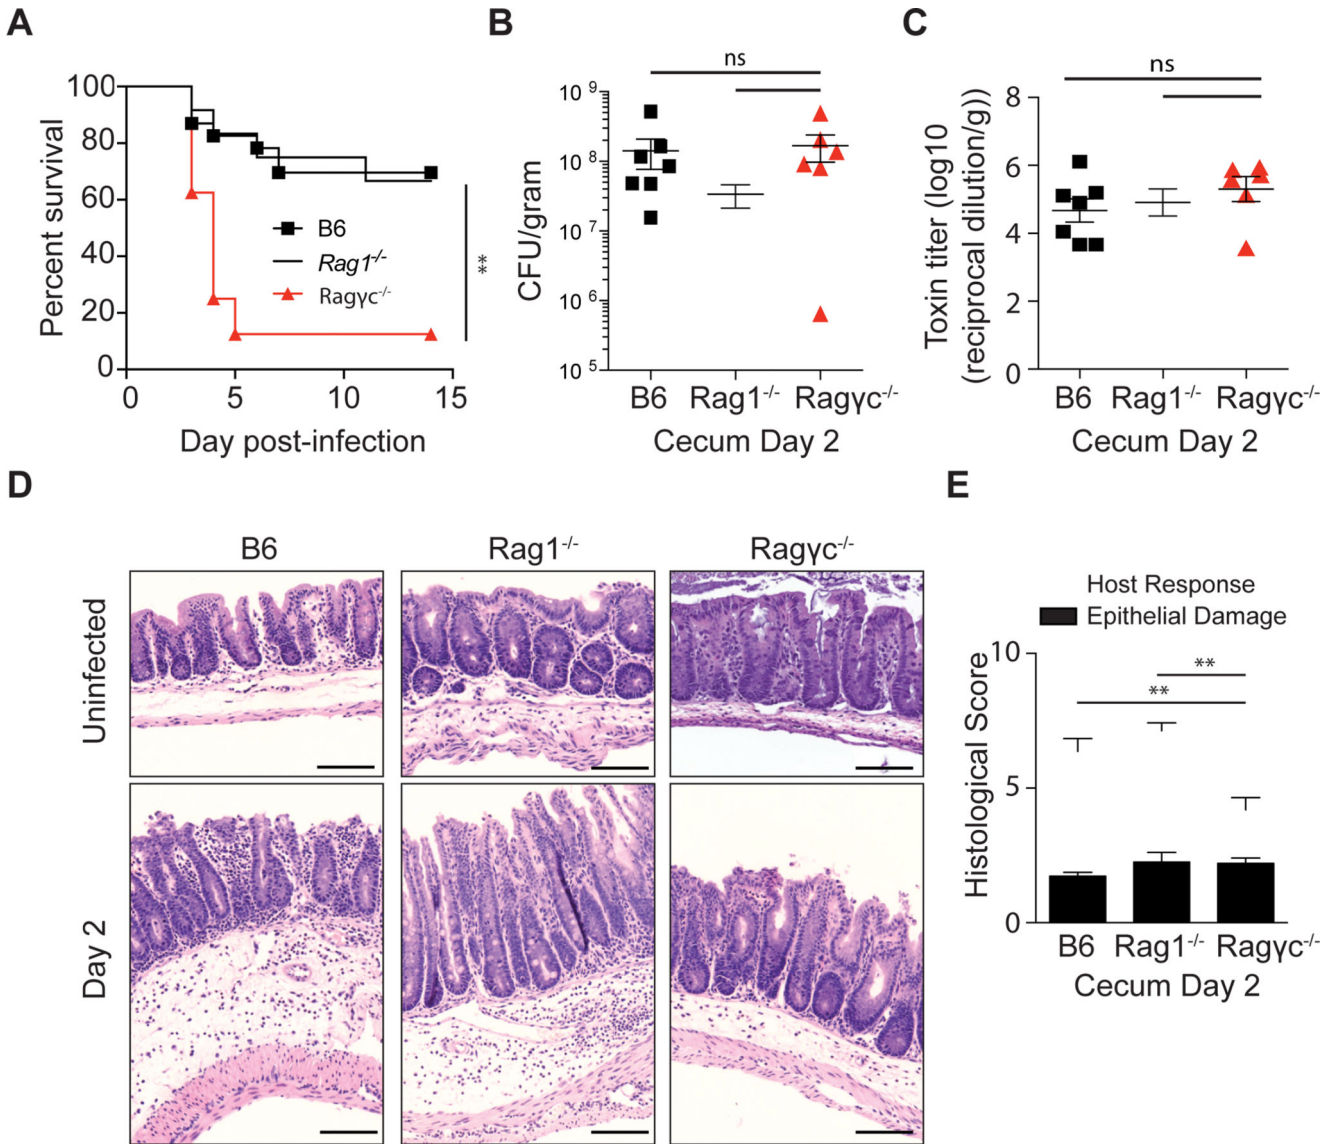 A
100
80
60
40
20
0
Percent survival
0 5 10 15
Day post-infection
B6
Rag1-/-
Ragγc-/-
**
B
ns
10 9
10 8
10 7
10 6
10 5
CFU/gram
B6 Rag1-/- Ragγc-/-
Cecum Day 2
C
ns
8
6
4
2
0
Toxin titer (log10
(reciprocal dilution/g))
B6 Rag1-/- Ragγc-/-
Cecum Day 2
D
B6 Rag1-/- Ragγc-/-
Uninfected
Day 2
E
Host Response
Epithelial Damage
10
5
0
Histological Score
**
**
B6 Rag1-/- Ragγc-/-
Cecum Day 2